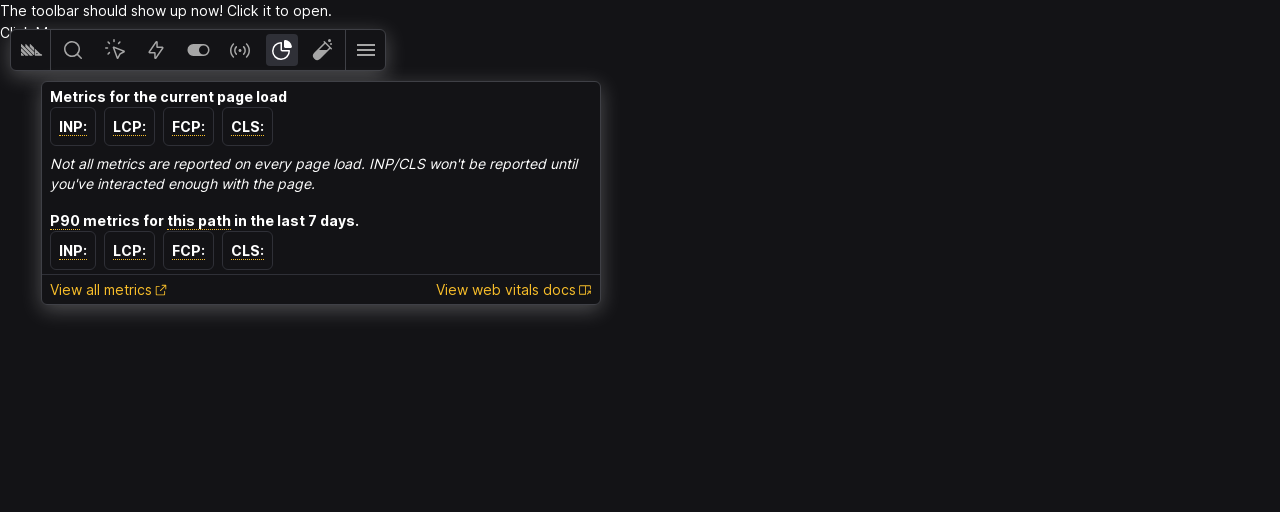 The toolbar should show up now! Click it to open.
Metrics for the current page load
INP: LCP: FCP: CLS:
Not all metrics are reported on every page load. INP/CLS won't be reported until
you've interacted enough with the page.
P90 metrics for this path in the last 7 days.
INP: LCP: FCP: CLS:
View all metrics View web vitals docs